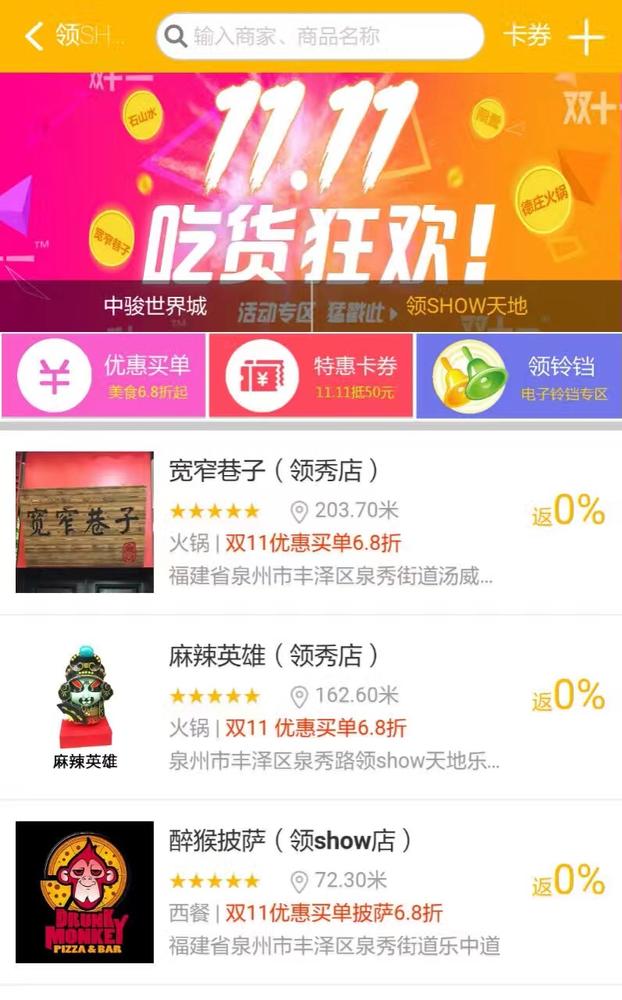 领SH...
输入商家、商品名称
卡券
双十一
11.11
双十一
石山水
德庄火锅
宽窄巷子
TM
吃货狂欢!
中骏世界城
活动专区 猛戳此
领SHOW天地
优惠买单
美食6.8折起
特惠卡券
11.11抵50元
领铃铛
电子铃铛专区
宽窄巷子
宽窄巷子（领秀店）
203.70米
返0%
火锅 | 双11优惠买单6.8折
福建省泉州市丰泽区泉秀街道汤威...
麻辣英雄
麻辣英雄（领秀店）
162.60米
返0%
火锅 | 双11 优惠买单6.8折
泉州市丰泽区泉秀路领show天地乐...
DRUNK
MONKEY
PIZZA & BAR
醉猴披萨（领show店）
72.30米
返0%
西餐 | 双11优惠买单披萨6.8折
福建省泉州市丰泽区泉秀街道乐中道